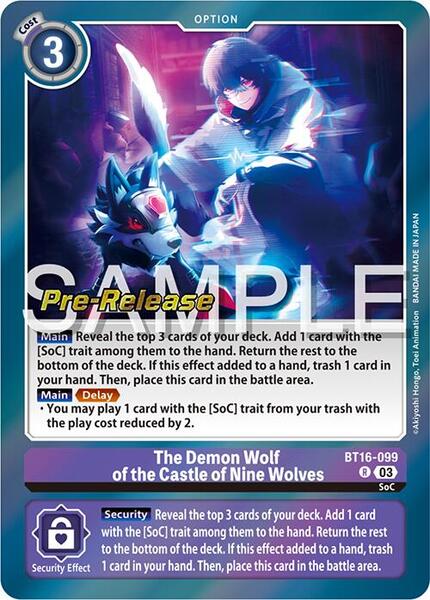 OPTION
Cost
3
SAMPLE
Pre-Release
Main Reveal the top 3 cards of your deck. Add 1 card with the
[SoC] trait among them to the hand. Return the rest to the
bottom of the deck. If this effect added to a hand, trash 1 card in
your hand. Then, place this card in the battle area.
Main Delay
・You may play 1 card with the [SoC] trait from your trash with
the play cost reduced by 2.
©Akiyoshi Hongo, Toei Animation BANDAI MADE IN JAPAN
The Demon Wolf
of the Castle of Nine Wolves
BT16-099
R 03
SoC
Security Reveal the top 3 cards of your deck. Add 1 card
with the [SoC] trait among them to the hand. Return the rest
to the bottom of the deck. If this effect added to a hand, trash
1 card in your hand. Then, place this card in the battle area.
Security Effect